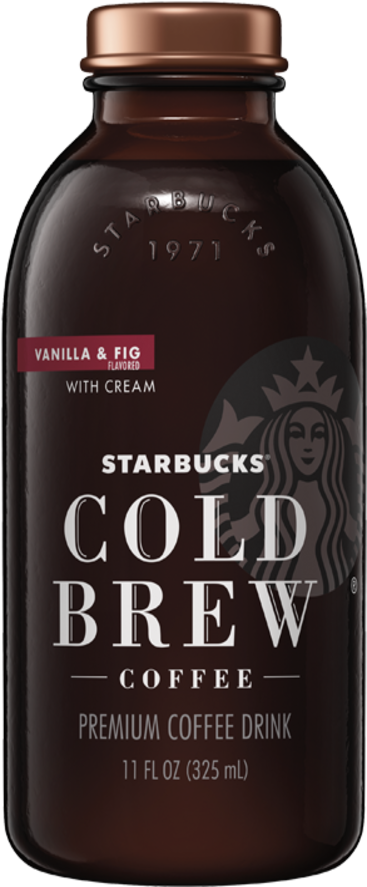 STARBUCKS
1971
VANILLA & FIG
FLAVORED
WITH CREAM
STARBUCKS®
COLD
BREW
®
COFFEE
PREMIUM COFFEE DRINK
11 FL OZ (325 mL)